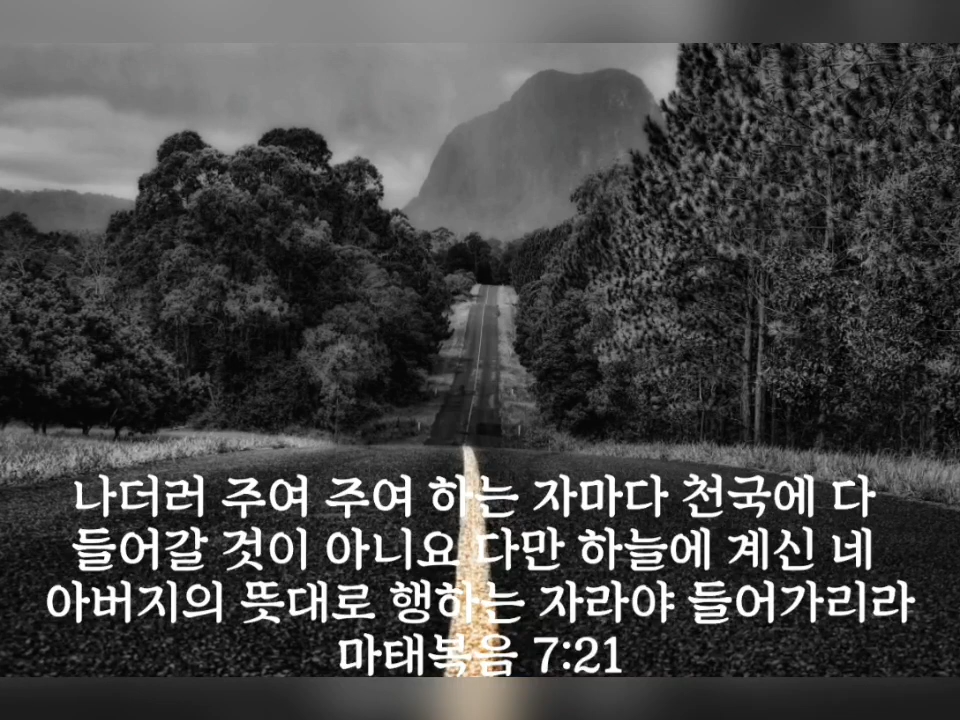 나더러 주여 주여 하는 자마다 천국에 다
들어갈 것이 아니요 다만 하늘에 계신 네
아버지의 뜻대로 행하는 자라야 들어가리라
마태복음 7:21